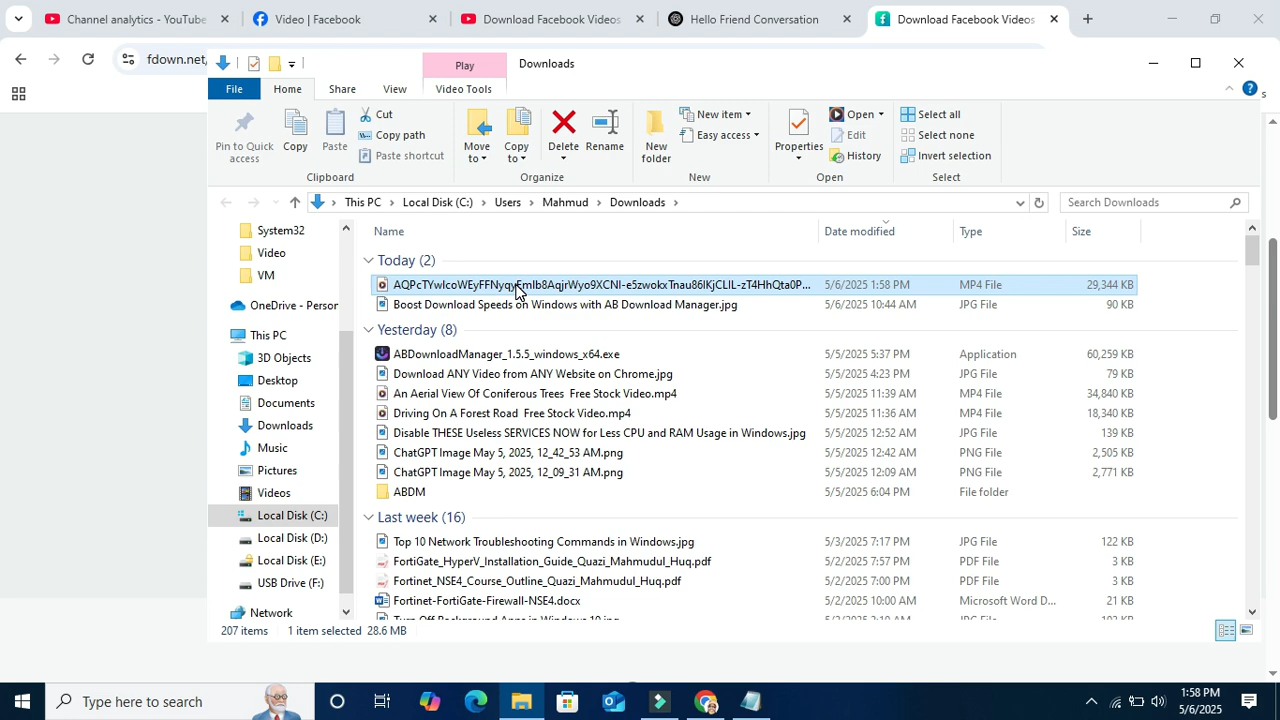 Channel analytics - YouTube
Video | Facebook
Download Facebook Videos
Hello Friend Conversation
Download Facebook Videos
fdown.net/
Play
Downloads
File
Home
Share
View
Video Tools
Pin to Quick access
Copy
Paste
Cut
Copy path
Paste shortcut
Move to
Copy to
Delete
Rename
New folder
New item
Easy access
Properties
Open
Edit
History
Select all
Select none
Invert selection
Clipboard
Organize
New
Open
Select
This PC > Local Disk (C:) > Users > Mahmud > Downloads >
Search Downloads
System32
Video
VM
OneDrive - Person
This PC
3D Objects
Desktop
Documents
Downloads
Music
Pictures
Videos
Local Disk (C:)
Local Disk (D:)
Local Disk (E:)
USB Drive (F:)
Network
Name Date modified Type Size
Today (2)
5/6/2025 1:58 PM MP4 File 29,344 KB
Boost Download Speeds on Windows with AB Download Manager.jpg 5/6/2025 10:44 AM JPG File 90 KB
Yesterday (8)
ABDownloadManager_1.5.5_windows_x64.exe 5/5/2025 5:37 PM Application 60,259 KB
Download ANY Video from ANY Website on Chrome.jpg 5/5/2025 4:23 PM JPG File 79 KB
An Aerial View Of Coniferous Trees  Free Stock Video.mp4 5/5/2025 11:39 AM MP4 File 34,840 KB
Driving On A Forest Road  Free Stock Video.mp4 5/5/2025 11:36 AM MP4 File 18,340 KB
Disable THESE Useless SERVICES NOW for Less CPU and RAM Usage in Windows.jpg 5/5/2025 12:52 AM JPG File 139 KB
ChatGPT Image May 5, 2025, 12_42_53 AM.png 5/5/2025 12:42 AM PNG File 2,505 KB
ChatGPT Image May 5, 2025, 12_09_31 AM.png 5/5/2025 12:09 AM PNG File 2,771 KB
ABDM 5/5/2025 6:04 PM File folder
Last week (16)
Top 10 Network Troubleshooting Commands in Windows.jpg 5/3/2025 7:17 PM JPG File 122 KB
FortiGate_HyperV_Installation_Guide_Quazi_Mahmudul_Huq.pdf 5/2/2025 7:57 PM PDF File 3 KB
Fortinet_NSE4_Course_Outline_Quazi_Mahmudul_Huq.pdf 5/2/2025 7:00 PM PDF File 3 KB
Fortinet-FortiGate-Firewall-NSE4.docx 5/2/2025 10:00 AM Microsoft Word D... 21 KB
207 items 1 item selected 28.6 MB
Type here to search
1:58 PM
5/6/2025